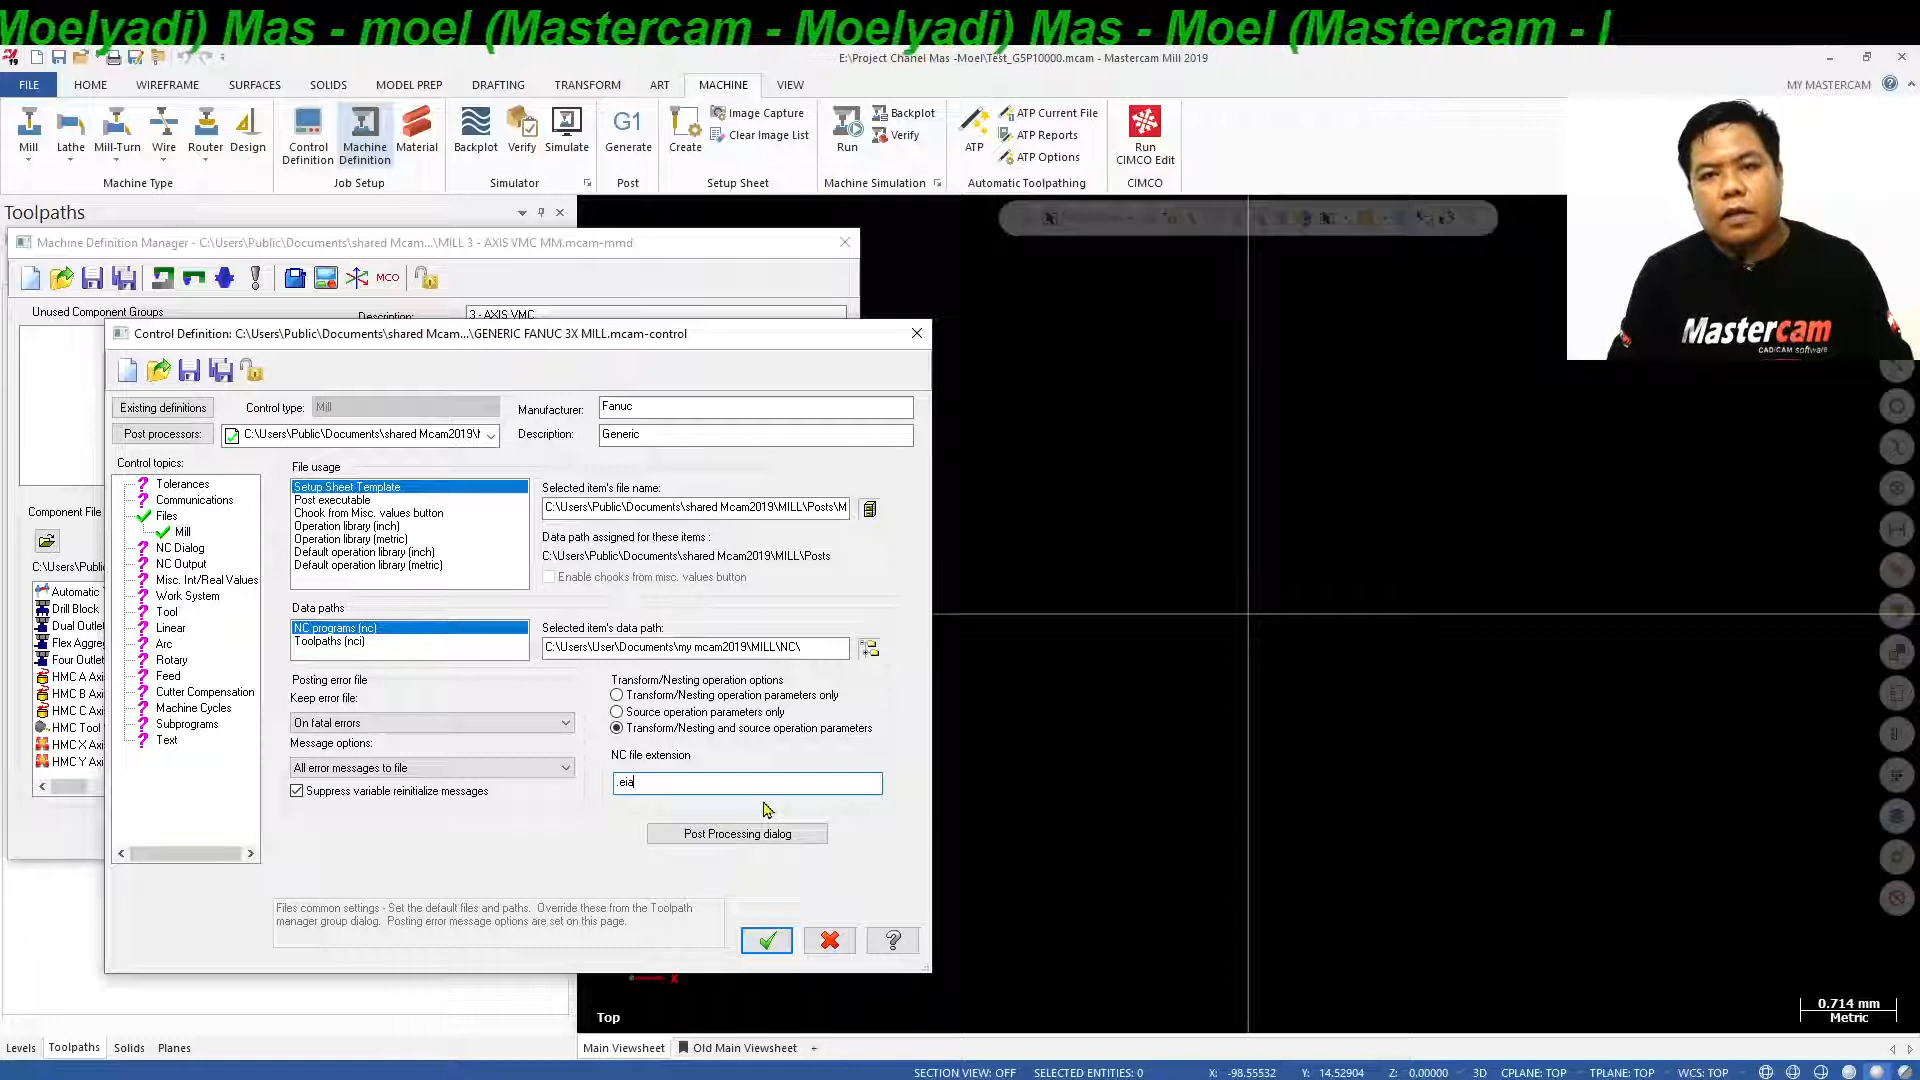 Moelyadi) Mas - moel (Mastercam - Moelyadi) Mas - Moel (Mastercam - I
E:\Project Chanel Mas -Moel\Test_G5P10000.mcam - Mastercam Mill 2019
FILE HOME WIREFRAME SURFACES SOLIDS MODEL PREP DRAFTING TRANSFORM ART MACHINE VIEW MY MASTERCAM
Mill Lathe Mill-Turn Wire Router Design
Machine Type
Control Definition Machine Definition Material
Job Setup
Backplot Verify Simulate
Simulator
G1 Generate
Post
Create Image Capture
Clear Image List
Setup Sheet
Run Backplot
Verify
Machine Simulation
ATP ATP Current File
ATP Reports
ATP Options
Automatic Toolpathing
Run CIMCO Edit
CIMCO
Mastercam
CAD/CAM software
Toolpaths
Machine Definition Manager - C:\Users\Public\Documents\shared Mcam...\MILL 3 - AXIS VMC MM.mcam-mmd
MCO
Unused Component Groups
Description: 3 - AXIS VMC
Control Definition: C:\Users\Public\Documents\shared Mcam...\GENERIC FANUC 3X MILL.mcam-control
Existing definitions Control type: Mill Manufacturer: Fanuc
Post processors: C:\Users\Public\Documents\shared Mcam2019\ Description: Generic
Control topics:
Tolerances
Communications
Files
Mill
NC Dialog
NC Output
Misc. Int/Real Values
Work System
Tool
Linear
Arc
Rotary
Feed
Cutter Compensation
Machine Cycles
Subprograms
Text
File usage
Setup Sheet Template
Post executable
Chook from Misc. values button
Operation library (inch)
Operation library (metric)
Default operation library (inch)
Default operation library (metric)
Selected item's file name:
C:\Users\Public\Documents\shared Mcam2019\MILL\Posts\M
Data path assigned for these items :
C:\Users\Public\Documents\shared Mcam2019\MILL\Posts
Enable chooks from misc. values button
Data paths
NC programs (nc)
Toolpaths (nci)
Selected item's data path:
C:\Users\User\Documents\my mcam2019\MILL\NC\
Posting error file
Keep error file:
On fatal errors
Message options:
All error messages to file
Suppress variable reinitialize messages
Transform/Nesting operation options
Transform/Nesting operation parameters only
Source operation parameters only
Transform/Nesting and source operation parameters
NC file extension
.eia
Post Processing dialog
Files common settings - Set the default files and paths. Override these from the Toolpath
manager group dialog. Posting error message options are set on this page.
Component File
C:\Users\Publi
Automatic
Drill Block
Dual Outle
Flex Aggre
Four Outlet
HMC A Axi
HMC B Axi
HMC C Axi
HMC Tool
HMC X Axi
HMC Y Axi
X
Top
0.714 mm
Metric
Levels Toolpaths Solids Planes
Main Viewsheet Old Main Viewsheet +
SECTION VIEW: OFF SELECTED ENTITIES: 0 X: -98.55532 Y: 14.52904 Z: 0.00000 3D CPLANE: TOP TPLANE: TOP WCS: TOP